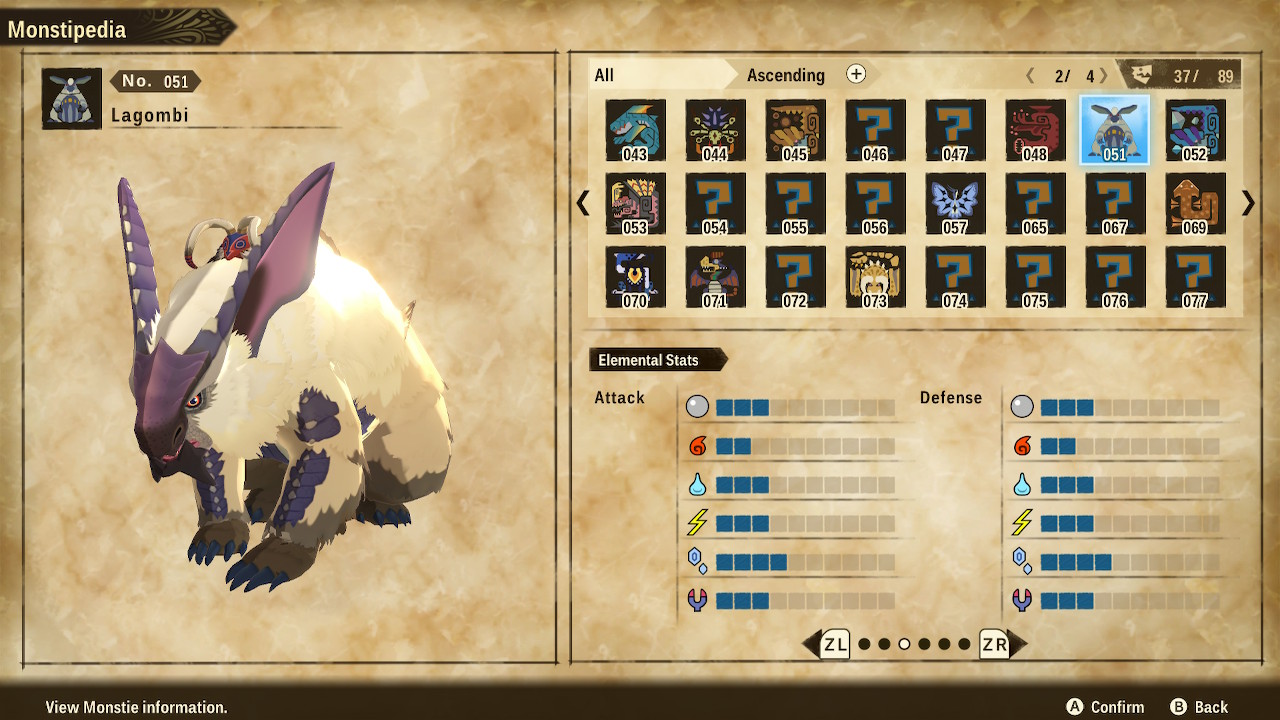 Monstipedia
No. 051
Lagombi
All
Ascending
2/ 4
37/ 89
043 044 045 046 047 048 051 052
053 054 055 056 057 065 067 069
070 071 072 073 074 075 076 077
Elemental Stats
Attack
Defense
ZL ZR
View Monstie information.
A Confirm B Back